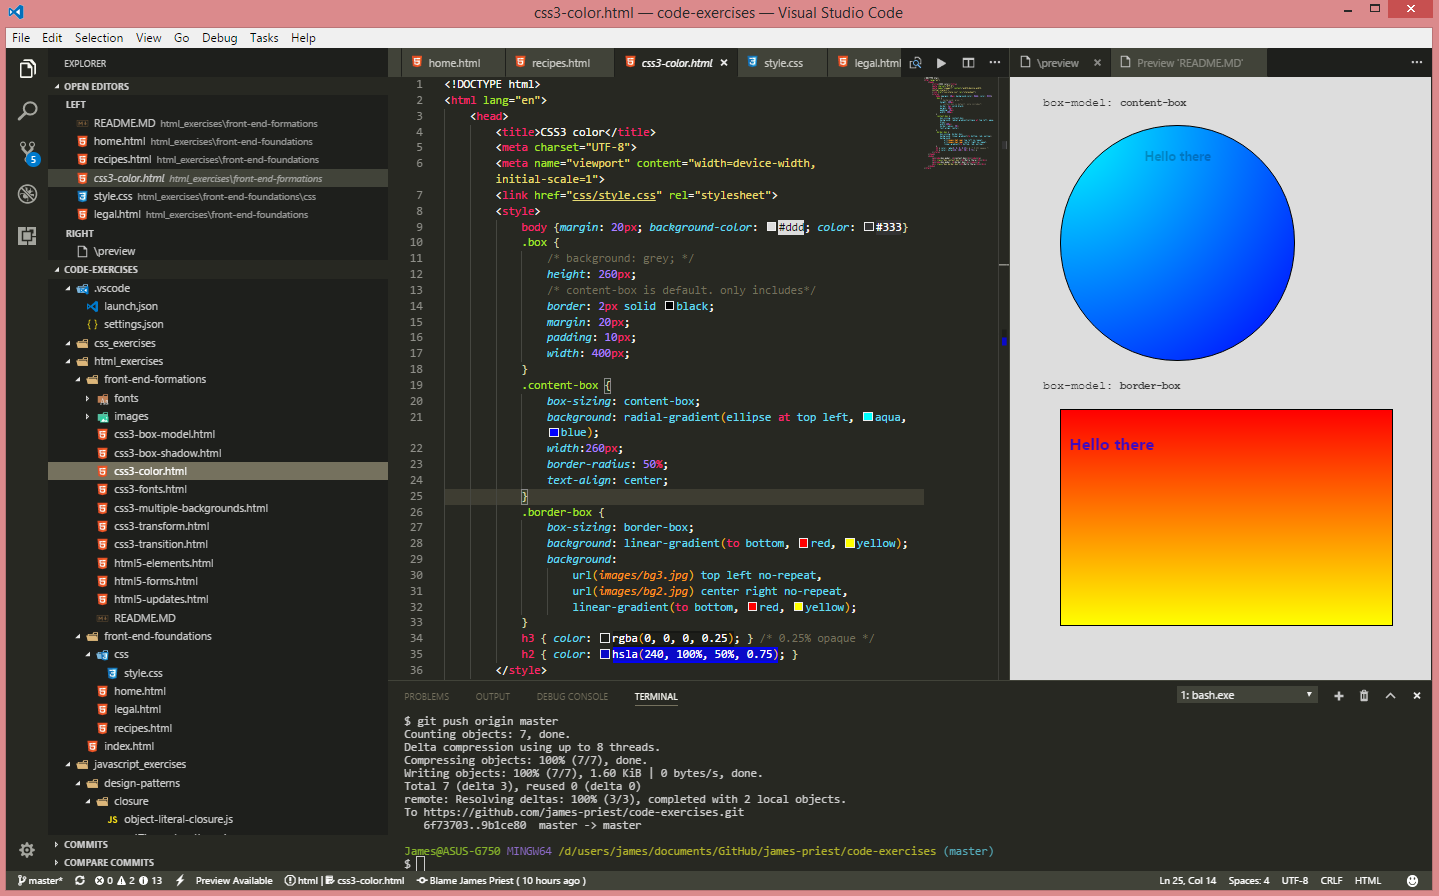 css3-color.html — code-exercises — Visual Studio Code
File Edit Selection View Go Debug Tasks Help
EXPLORER
OPEN EDITORS
LEFT
README.MD html_exercises\front-end-formations
home.html html_exercises\front-end-foundations
recipes.html html_exercises\front-end-foundations
css3-color.html html_exercises\front-end-formations
style.css html_exercises\front-end-foundations\css
legal.html html_exercises\front-end-foundations
RIGHT
\preview
CODE-EXERCISES
.vscode
launch.json
{ } settings.json
css_exercises
html_exercises
front-end-formations
fonts
images
css3-box-model.html
css3-box-shadow.html
css3-color.html
css3-fonts.html
css3-multiple-backgrounds.html
css3-transform.html
css3-transition.html
html5-elements.html
html5-forms.html
html5-updates.html
README.MD
front-end-foundations
css
style.css
home.html
legal.html
recipes.html
index.html
javascript_exercises
design-patterns
closure
JS object-literal-closure.js
COMMITS
COMPARE COMMITS
5
home.html recipes.html css3-color.html style.css legal.html
1 <!DOCTYPE html>
2 <html lang="en">
3 <head>
4 <title>CSS3 color</title>
5 <meta charset="UTF-8">
6 <meta name="viewport" content="width=device-width,
initial-scale=1">
7 <link href="css/style.css" rel="stylesheet">
8 <style>
9 body {margin: 20px; background-color: #ddd; color: #333}
10 .box {
11 /* background: grey; */
12 height: 260px;
13 /* content-box is default. only includes*/
14 border: 2px solid black;
15 margin: 20px;
16 padding: 10px;
17 width: 400px;
18 }
19 .content-box {
20 box-sizing: content-box;
21 background: radial-gradient(ellipse at top left, aqua,
blue);
22 width:260px;
23 border-radius: 50%;
24 text-align: center;
25 }
26 .border-box {
27 box-sizing: border-box;
28 background: linear-gradient(to bottom, red, yellow);
29 background:
30 url(images/bg3.jpg) top left no-repeat,
31 url(images/bg2.jpg) center right no-repeat,
32 linear-gradient(to bottom, red, yellow);
33 }
34 h3 { color: rgba(0, 0, 0, 0.25); } /* 0.25% opaque */
35 h2 { color: hsla(240, 100%, 50%, 0.75); }
36 </style>
\preview Preview 'README.MD'
box-model: content-box
Hello there
box-model: border-box
Hello there
PROBLEMS OUTPUT DEBUG CONSOLE TERMINAL
1: bash.exe
$ git push origin master
Counting objects: 7, done.
Delta compression using up to 8 threads.
Compressing objects: 100% (7/7), done.
Writing objects: 100% (7/7), 1.60 KiB | 0 bytes/s, done.
Total 7 (delta 3), reused 0 (delta 0)
remote: Resolving deltas: 100% (3/3), completed with 2 local objects.
To https://github.com/james-priest/code-exercises.git
6f73703..9b1ce80 master -> master
James@ASUS-G750 MINGW64 /d/users/james/documents/GitHub/james-priest/code-exercises (master)
$
master* 0 2 13 Preview Available html css3-color.html Blame James Priest ( 10 hours ago ) Ln 25, Col 14 Spaces: 4 UTF-8 CRLF HTML